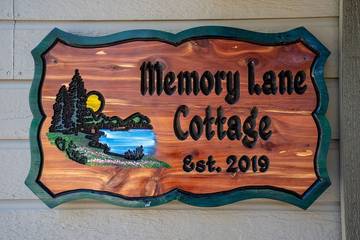 Memory Lane
Cottage
Est. 2019